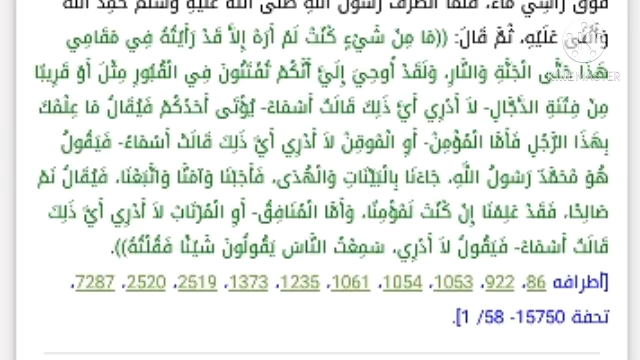 فَوْقَ رَأْسِي مَاءً، فَلَمَّا انْصَرَفَ رَسُولُ اللَّهِ صَلَّى اللَّهُ عَلَيْهِ وَسَلَّمَ حَمِدَ اللَّهَ
وَأَثْنَى عَلَيْهِ، ثُمَّ قَالَ: ((مَا مِنْ شَيْءٍ كُنْتُ لَمْ أَرَهُ إِلاَّ قَدْ رَأَيْتُهُ فِي مَقَامِي
هَذَا حَتَّى الْجَنَّةِ وَالنَّارِ، وَلَقَدْ أُوحِيَ إِلَيَّ أَنَّكُمْ تُفْتَنُونَ فِي الْقُبُورِ مِثْلَ أَوْ قَرِيبًا
مِنْ فِتْنَةِ الدَّجَّالِ- لاَ أَدْرِي أَيَّ ذَلِكَ قَالَتْ أَسْمَاءُ- يُؤْتَى أَحَدُكُمْ فَيُقَالُ مَا عِلْمُكَ
بِهَذَا الرَّجُلِ فَأَمَّا الْمُؤْمِنُ- أَوِ الْمُوقِنُ لاَ أَدْرِي أَيَّ ذَلِكَ قَالَتْ أَسْمَاءُ- فَيَقُولُ
هُوَ مُحَمَّدٌ رَسُولُ اللَّهِ، جَاءَنَا بِالْبَيِّنَاتِ وَالْهُدَى، فَأَجَبْنَا وَآمَنَّا وَاتَّبَعْنَا، فَيُقَالُ نَمْ
صَالِحًا، فَقَدْ عَلِمْنَا إِنْ كُنْتَ لَمُؤْمِنًا، وَأَمَّا الْمُنَافِقُ- أَوِ الْمُرْتَابُ لاَ أَدْرِي أَيَّ ذَلِكَ
قَالَتْ أَسْمَاءُ- فَيَقُولُ لاَ أَدْرِي، سَمِعْتُ النَّاسَ يَقُولُونَ شَيْئًا فَقُلْتُهُ)).
[أطرافه 86، 922، 1053، 1054، 1061، 1235، 1373، 2519، 2520، 7287،
تحفة 15750- 58/ 1].